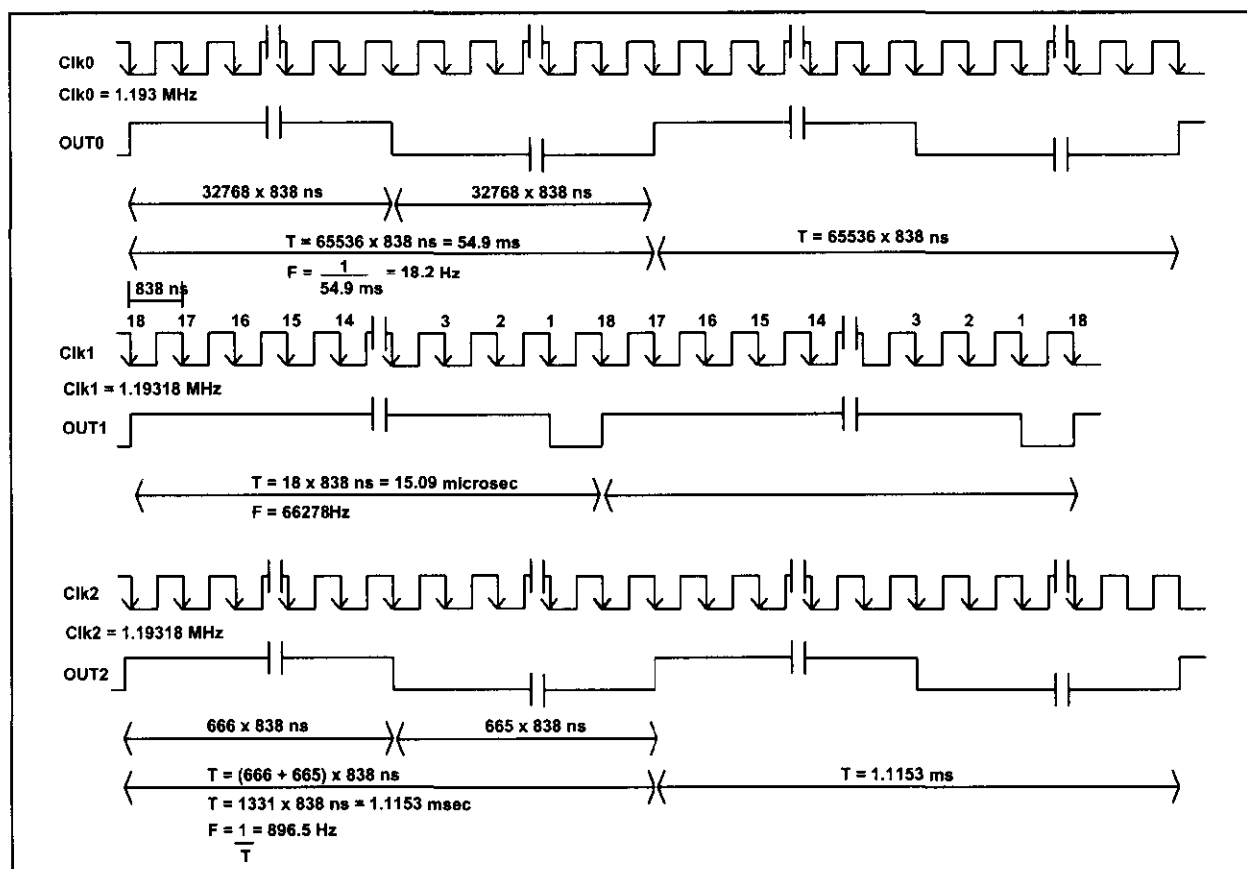 Clk0
Clk0 = 1.193 MHz
OUT0
32768 x 838 ns 32768 x 838 ns
T = 65536 x 838 ns = 54.9 ms T = 65536 x 838 ns
F = 1 / 54.9 ms = 18.2 Hz
838 ns
18 17 16 15 14 3 2 1 18 17 16 15 14 3 2 1 18
Clk1
Clk1 = 1.19318 MHz
OUT1
T = 18 x 838 ns = 15.09 microsec
F = 66278Hz
Clk2
Clk2 = 1.19318 MHz
OUT2
666 x 838 ns 665 x 838 ns
T = (666 + 665) x 838 ns T = 1.1153 ms
T = 1331 x 838 ns = 1.1153 msec
F = 1 / T = 896.5 Hz